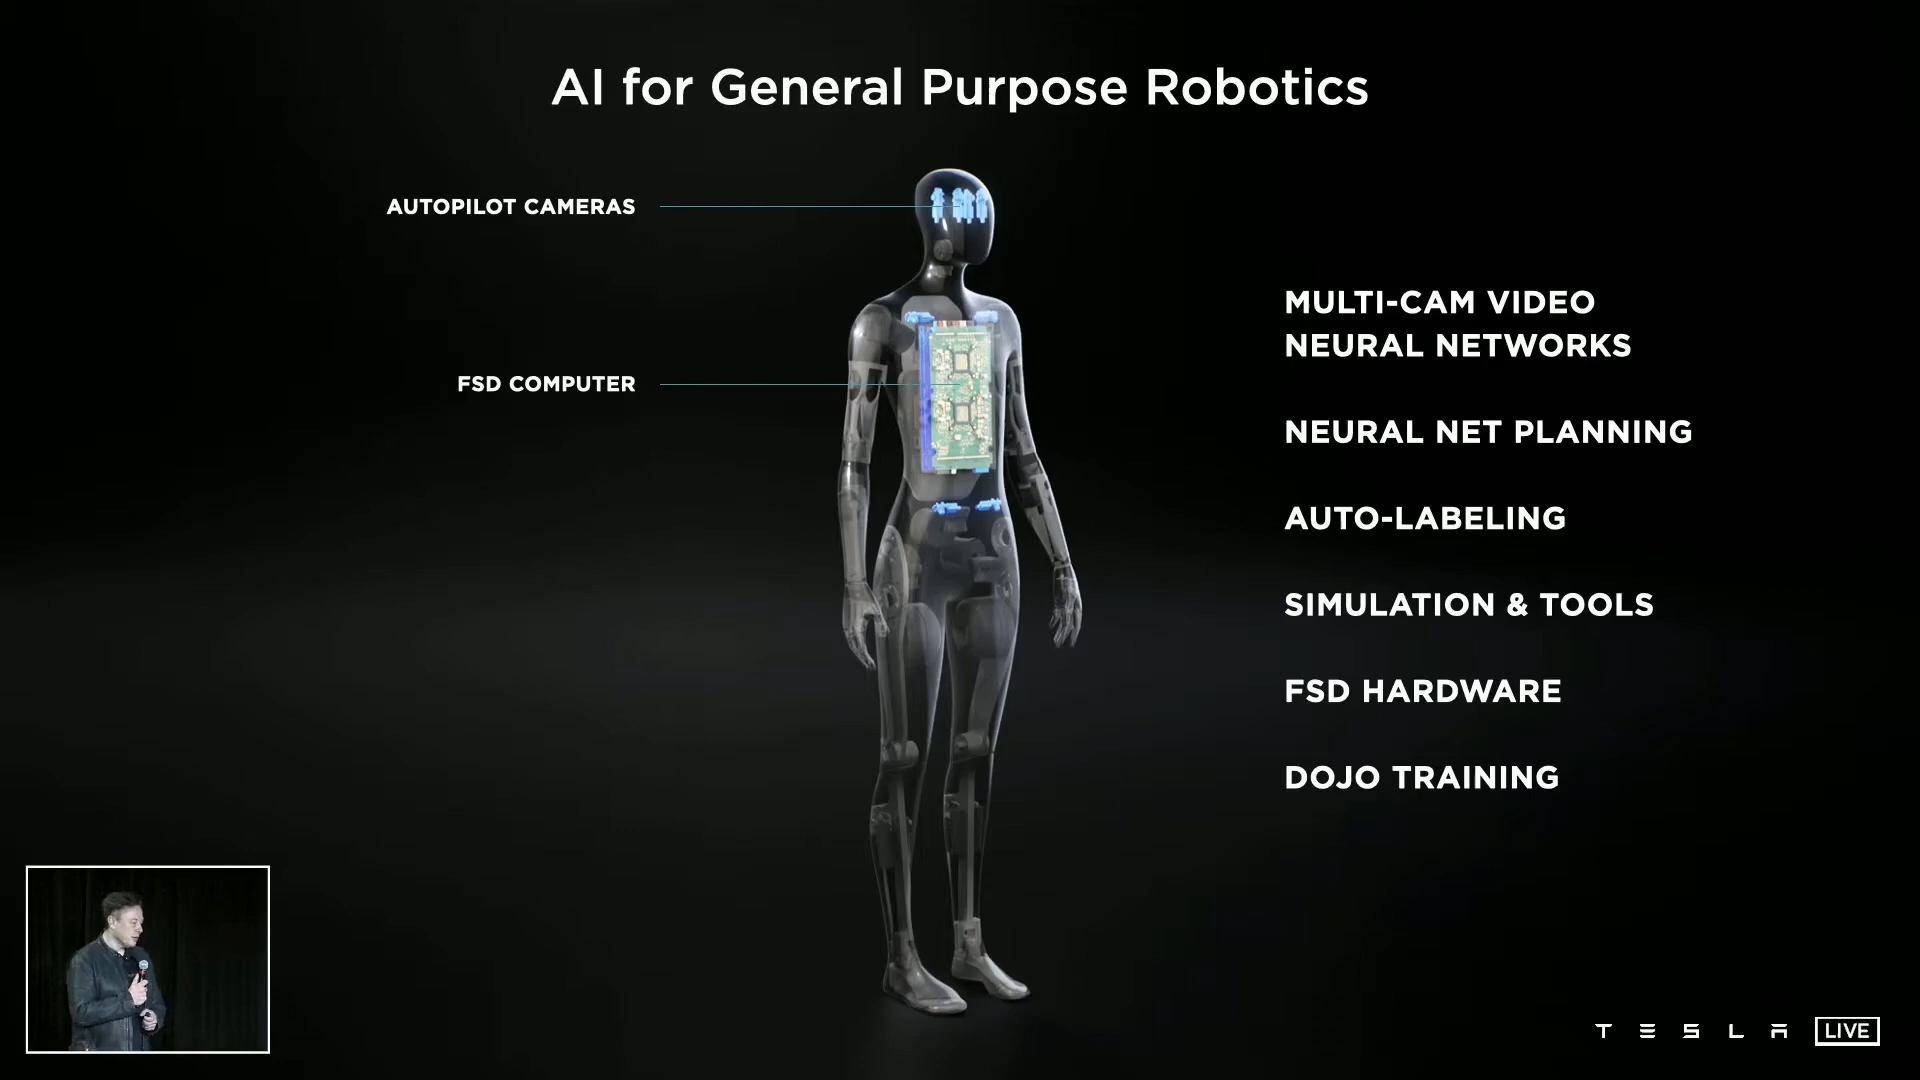 AI for General Purpose Robotics
AUTOPILOT CAMERAS
FSD COMPUTER
MULTI-CAM VIDEO
NEURAL NETWORKS
NEURAL NET PLANNING
AUTO-LABELING
SIMULATION & TOOLS
FSD HARDWARE
DOJO TRAINING
TESLA LIVE